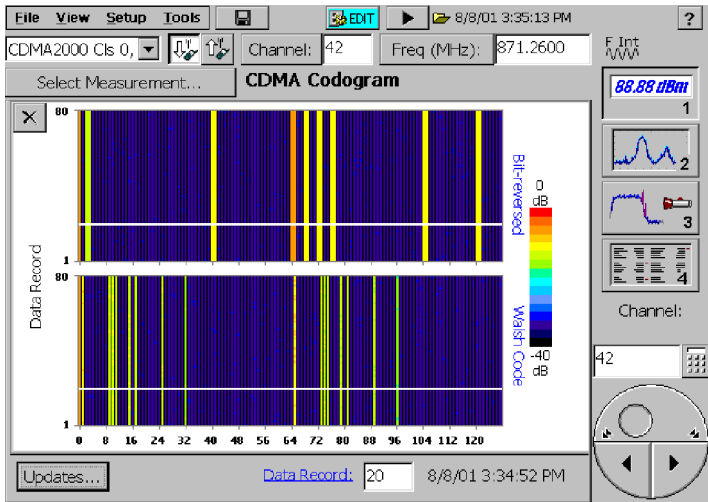 File View Setup Tools EDIT 8/8/01 3:35:13 PM ?
CDMA2000 Cls 0, Channel: 42 Freq (MHz): 871.2600 F Int
Select Measurement... CDMA Codogram
88.88 dBm
1
2
3
4
Channel:
42
80
1
Bit-reversed
0
dB
-40
dB
Data Record
80
1
Walsh Code
0 8 16 24 32 40 48 56 64 72 80 88 96 104 112 120
Updates... Data Record: 20 8/8/01 3:34:52 PM